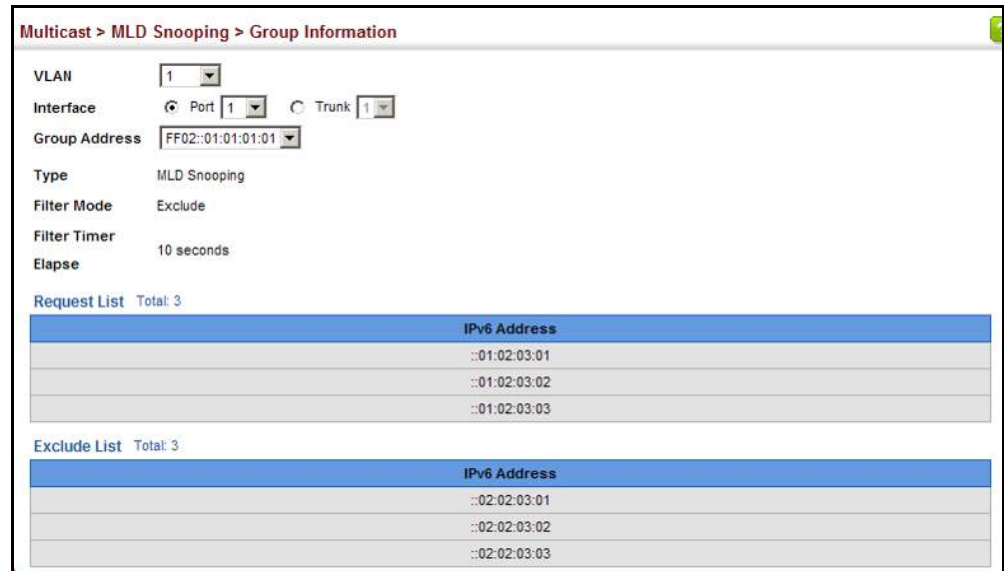 Multicast > MLD Snooping > Group Information
VLAN 1
Interface Port 1 Trunk 1
Group Address FF02::01:01:01:01
Type MLD Snooping
Filter Mode Exclude
Filter Timer
Elapse 10 seconds
Request List Total: 3
IPv6 Address
::01:02:03:01
::01:02:03:02
::01:02:03:03
Exclude List Total: 3
IPv6 Address
::02:02:03:01
::02:02:03:02
::02:02:03:03